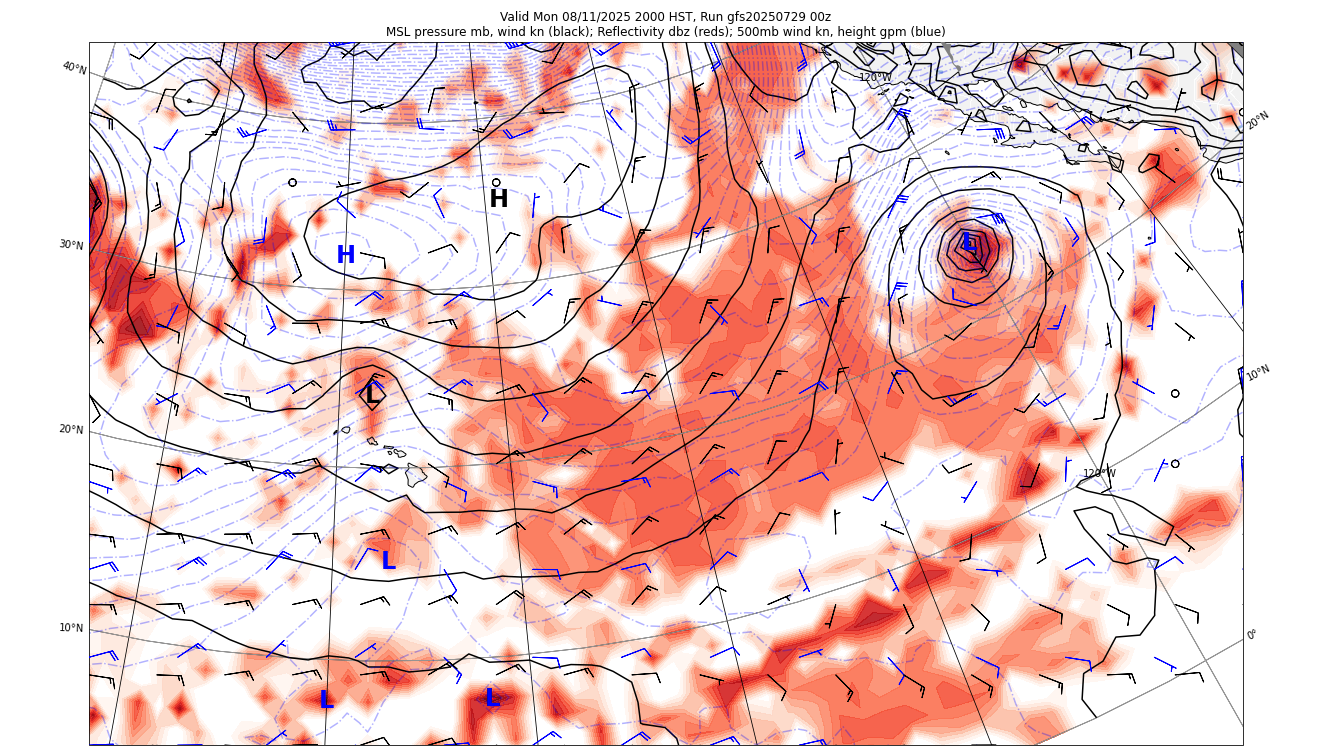 Valid Mon 08/11/2025 2000 HST, Run gfs20250729 00z
MSL pressure mb, wind kn (black); Reflectivity dbz (reds); 500mb wind kn, height gpm (blue)
40°N
120°W
20°N
H
30°N
H
L
10°N
L
20°N
120°W
L
10°N
0°
L
L